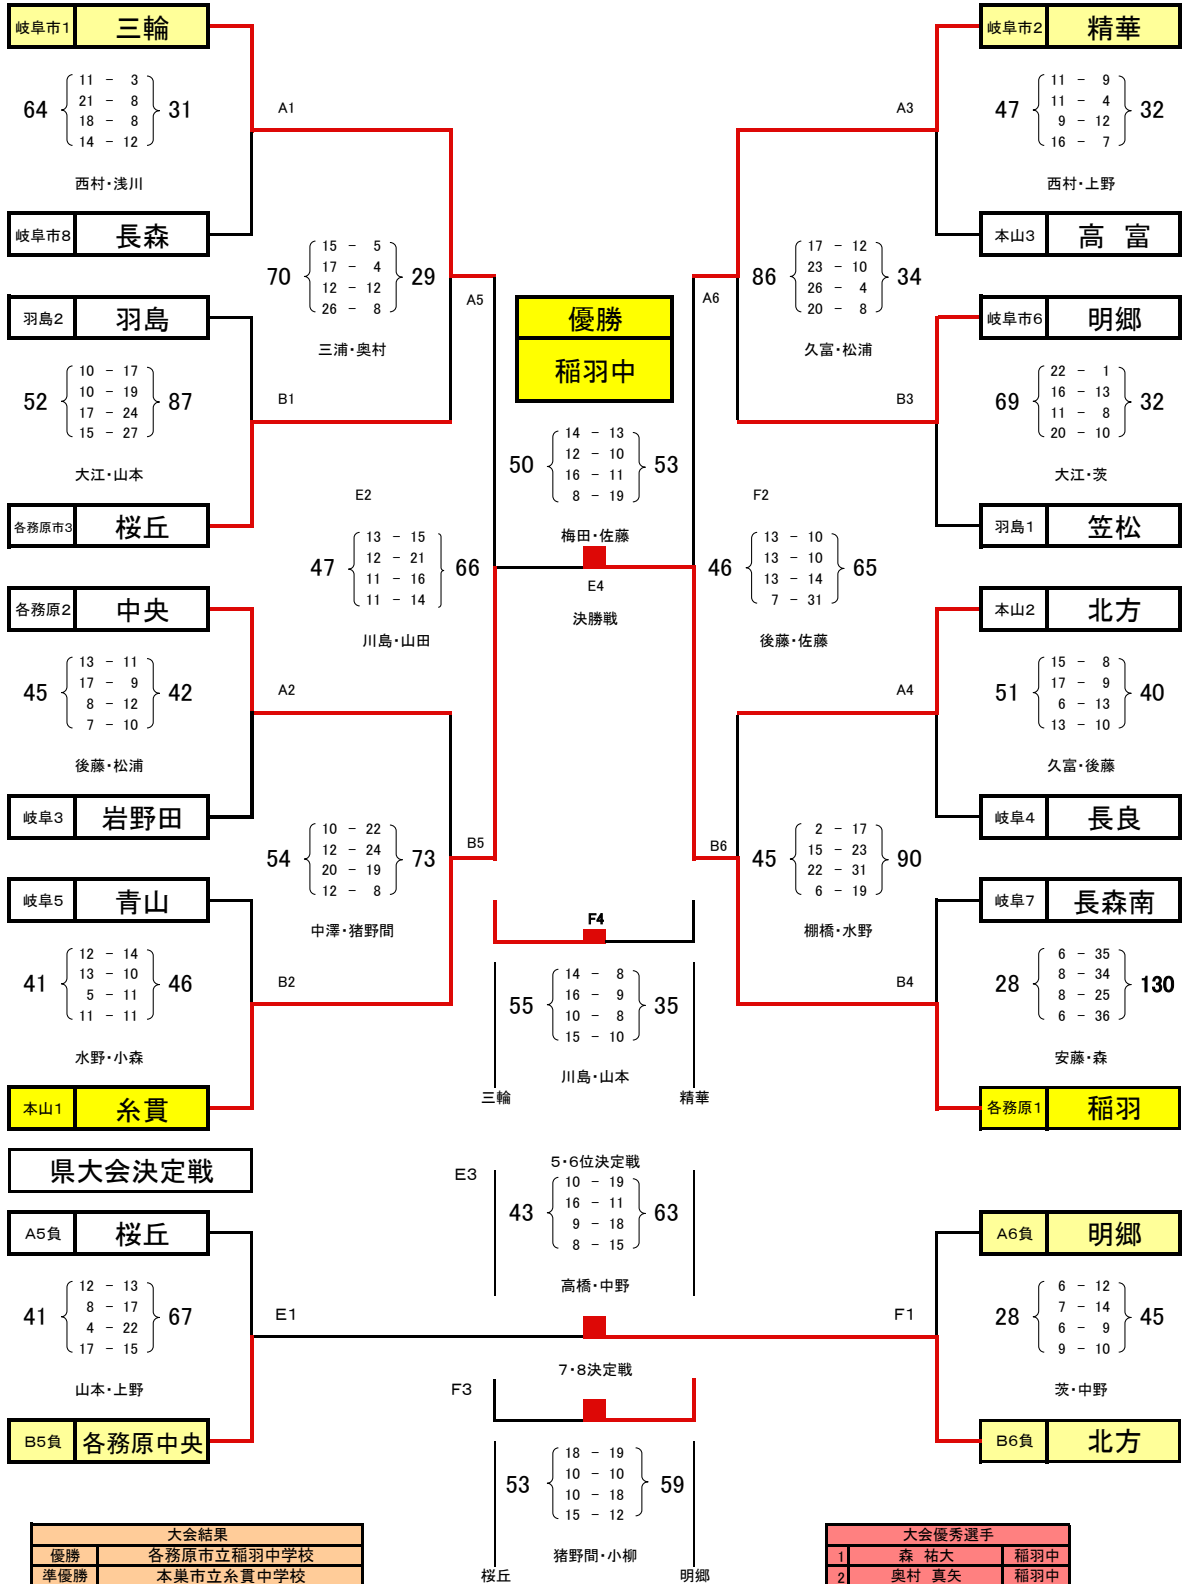 岐阜市1 三輪
64 31
11 - 3
21 - 8
18 - 8
14 - 12
A1
西村・浅川
岐阜市8 長森
70 29
15 - 5
17 - 4
12 - 12
26 - 8
A5
三浦・奥村
羽島2 羽島
52 87
10 - 17
10 - 19
17 - 24
15 - 27
B1
大江・山本
各務原市3 桜丘
E2
47 66
13 - 15
12 - 21
11 - 16
11 - 14
川島・山田
各務原2 中央
45 42
13 - 11
17 - 9
8 - 12
7 - 10
A2
後藤・松浦
岐阜3 岩野田
54 73
10 - 22
12 - 24
20 - 19
12 - 8
B5
中澤・猪野間
岐阜5 青山
41 46
12 - 14
13 - 10
5 - 11
11 - 11
B2
水野・小森
本山1 糸貫
優勝
稲羽中
50 53
14 - 13
12 - 10
16 - 11
8 - 19
梅田・佐藤
E4
決勝戦
F4
55 35
14 - 8
16 - 9
10 - 8
15 - 10
川島・山本
三輪 精華
岐阜市2 精華
47 32
11 - 9
11 - 4
9 - 12
16 - 7
A3
西村・上野
本山3 高 富
86 34
17 - 12
23 - 10
26 - 4
20 - 8
A6
久富・松浦
岐阜市6 明郷
69 32
22 - 1
16 - 13
11 - 8
20 - 10
B3
大江・茨
羽島1 笠松
F2
46 65
13 - 10
13 - 10
13 - 14
7 - 31
後藤・佐藤
本山2 北方
51 40
15 - 8
17 - 9
6 - 13
13 - 10
A4
久富・後藤
岐阜4 長良
45 90
2 - 17
15 - 23
22 - 31
6 - 19
B6
棚橋・水野
岐阜7 長森南
28 130
6 - 35
8 - 34
8 - 25
6 - 36
B4
安藤・森
各務原1 稲羽
県大会決定戦
A5負 桜丘
41 67
12 - 13
8 - 17
4 - 22
17 - 15
E1
山本・上野
B5負 各務原中央
E3
5・6位決定戦
43 63
10 - 19
16 - 11
9 - 18
8 - 15
高橋・中野
7・8決定戦
F3
53 59
18 - 19
10 - 10
10 - 18
15 - 12
猪野間・小柳
桜丘 明郷
A6負 明郷
28 45
6 - 12
7 - 14
6 - 9
9 - 10
F1
茨・中野
B6負 北方
大会結果
優勝 各務原市立稲羽中学校
準優勝 本巣市立糸貫中学校
大会優秀選手
1 森 祐大 稲羽中
2 奥村 真矢 稲羽中